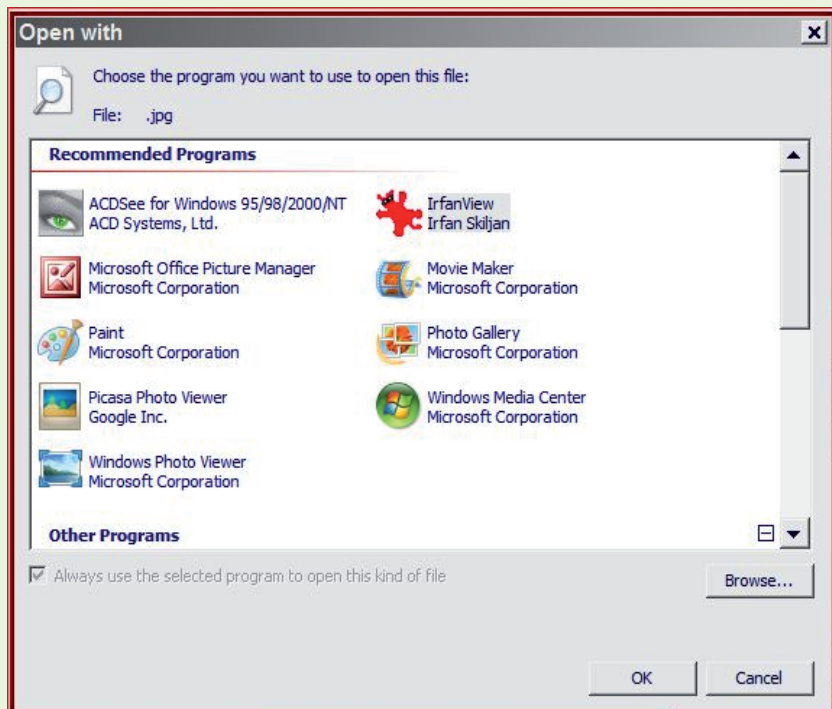 Open with
Choose the program you want to use to open this file:
File: .jpg
Recommended Programs
ACDSee for Windows 95/98/2000/NT
ACD Systems, Ltd.
IrfanView
Irfan Skiljan
Microsoft Office Picture Manager
Microsoft Corporation
Movie Maker
Microsoft Corporation
Paint
Microsoft Corporation
Photo Gallery
Microsoft Corporation
Picasa Photo Viewer
Google Inc.
Windows Media Center
Microsoft Corporation
Windows Photo Viewer
Microsoft Corporation
Other Programs
Always use the selected program to open this kind of file
Browse...
OK
Cancel